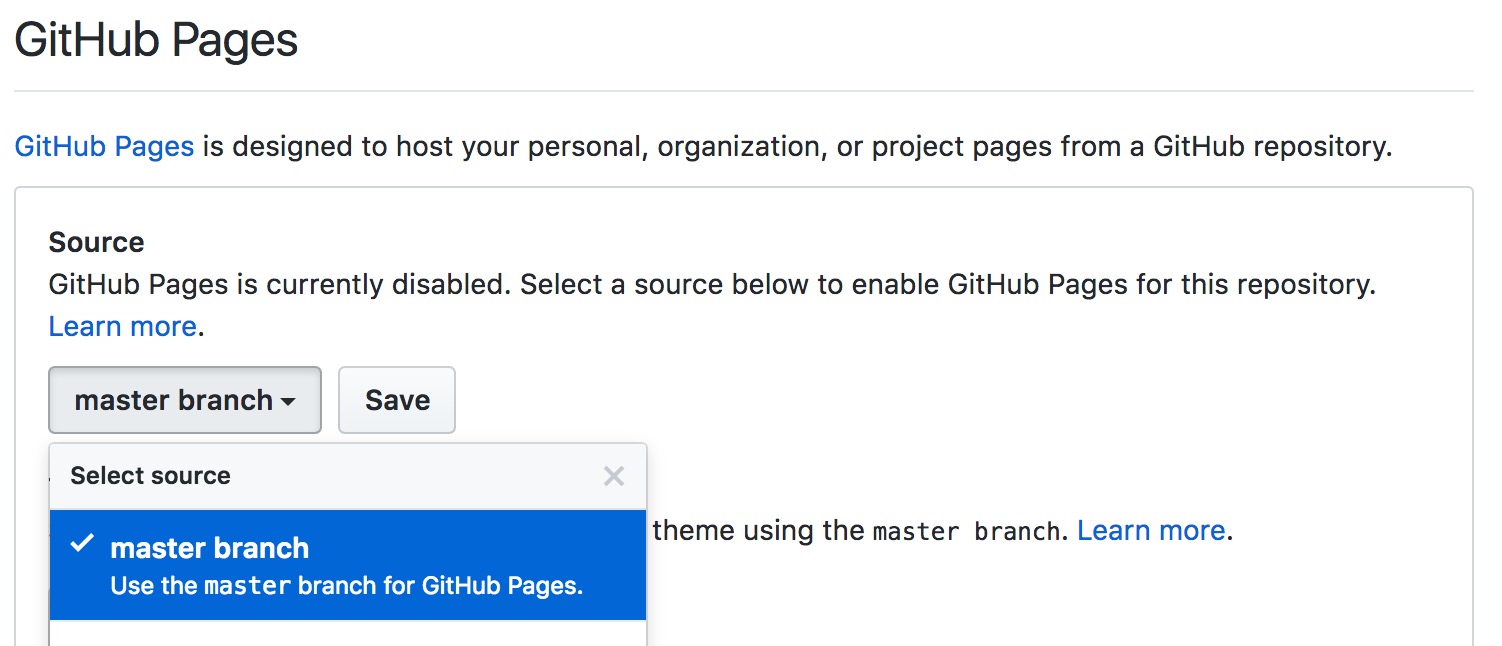 GitHub Pages
GitHub Pages is designed to host your personal, organization, or project pages from a GitHub repository.
Source
GitHub Pages is currently disabled. Select a source below to enable GitHub Pages for this repository.
Learn more.
master branch
Save
Select source
theme using the master branch. Learn more.
master branch
Use the master branch for GitHub Pages.